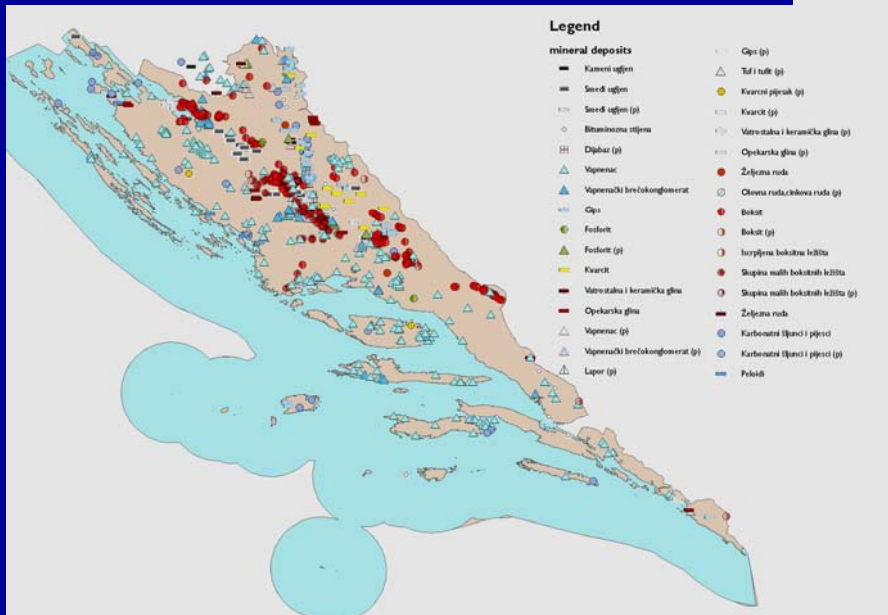 Legend
mineral deposits
Kameni ugljen
Smeđi ugljen
Smeđi ugljen (p)
Bituminozna stijena
Dijabaz (p)
Vapnenac
Vapnenački brečokonglomerat
Gips
Fosforit
Fosforit (p)
Kvarcit
Vatrostalna i keramička glina
Opekarska glina
Vapnenac (p)
Vapnenački brečokonglomerat (p)
Lapor (p)
Gips (p)
Tuf i tufit (p)
Kvarcni pijesak (p)
Kvarcit (p)
Vatrostalna i keramička glina (p)
Opekarska glina (p)
Željezna ruda
Olovna ruda,cinkova ruda (p)
Boksit
Boksit (p)
Iscrpljena boksitna ležišta
Skupina malih boksitnih ležišta
Skupina malih boksitnih ležišta (p)
Željezna ruda
Karbonatni šljunci i pijesci
Karbonatni šljunci i pijesci (p)
Peloidi